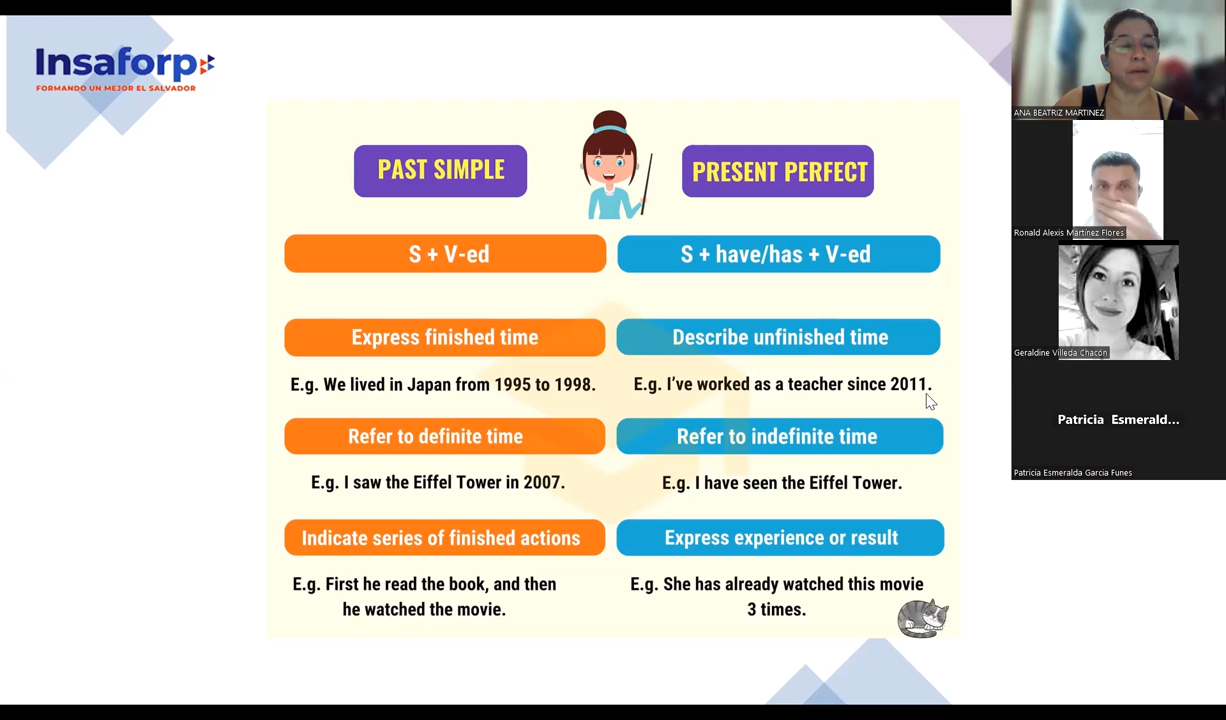 Insaforp
FORMANDO UN MEJOR EL SALVADOR
PAST SIMPLE
PRESENT PERFECT
S + V-ed
S + have/has + V-ed
Express finished time
Describe unfinished time
E.g. We lived in Japan from 1995 to 1998.
E.g. I've worked as a teacher since 2011.
Refer to definite time
Refer to indefinite time
E.g. I saw the Eiffel Tower in 2007.
E.g. I have seen the Eiffel Tower.
Indicate series of finished actions
Express experience or result
E.g. First he read the book, and then
he watched the movie.
E.g. She has already watched this movie
3 times.
ANA BEATRIZ MARTINEZ
Ronald Alexis Martínez Flores
Geraldine Villeda Chacón
Patricia Esmerald...
Patricia Esmeralda Garcia Funes